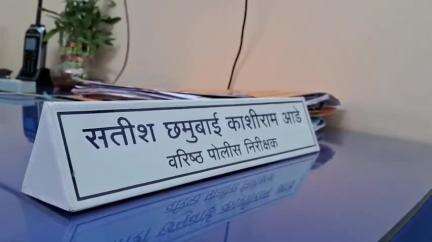 सतीश छमुबाई काशीराम आडे
वरिष्ठ पोलीस निरीक्षक